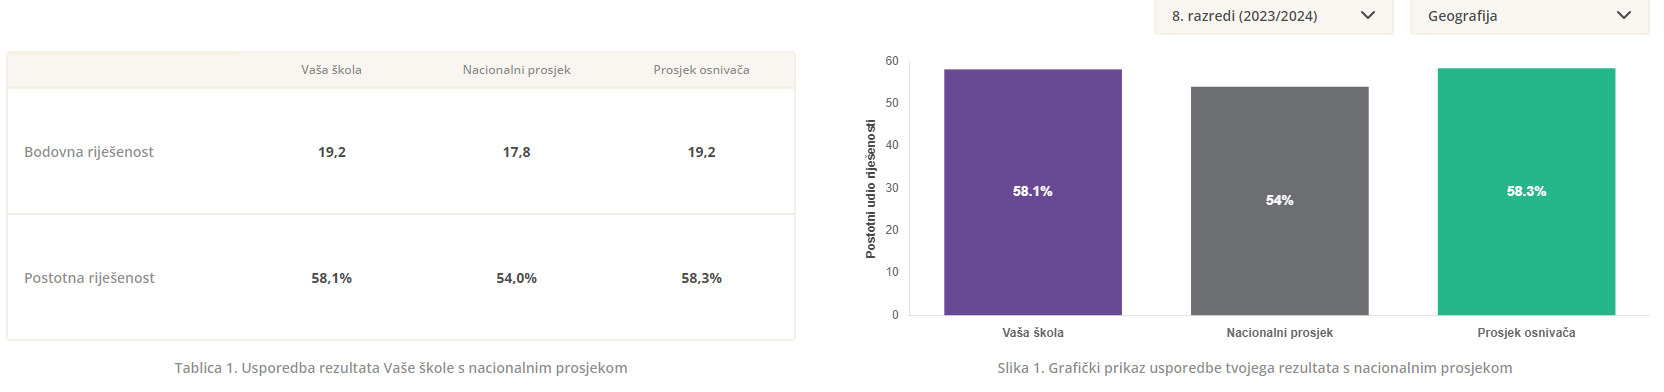 8. razredi (2023/2024)
Geografija
Vaša škola Nacionalni prosjek Prosjek osnivača
Bodovna riješenost 19,2 17,8 19,2
Postotna riješenost 58,1% 54,0% 58,3%
Tablica 1. Usporedba rezultata Vaše škole s nacionalnim prosjekom
Postotni udio riješenosti
60
50
40
30
20
10
0
58.1%
54%
58.3%
Vaša škola
Nacionalni prosjek
Prosjek osnivača
Slika 1. Grafički prikaz usporedbe tvojega rezultata s nacionalnim prosjekom